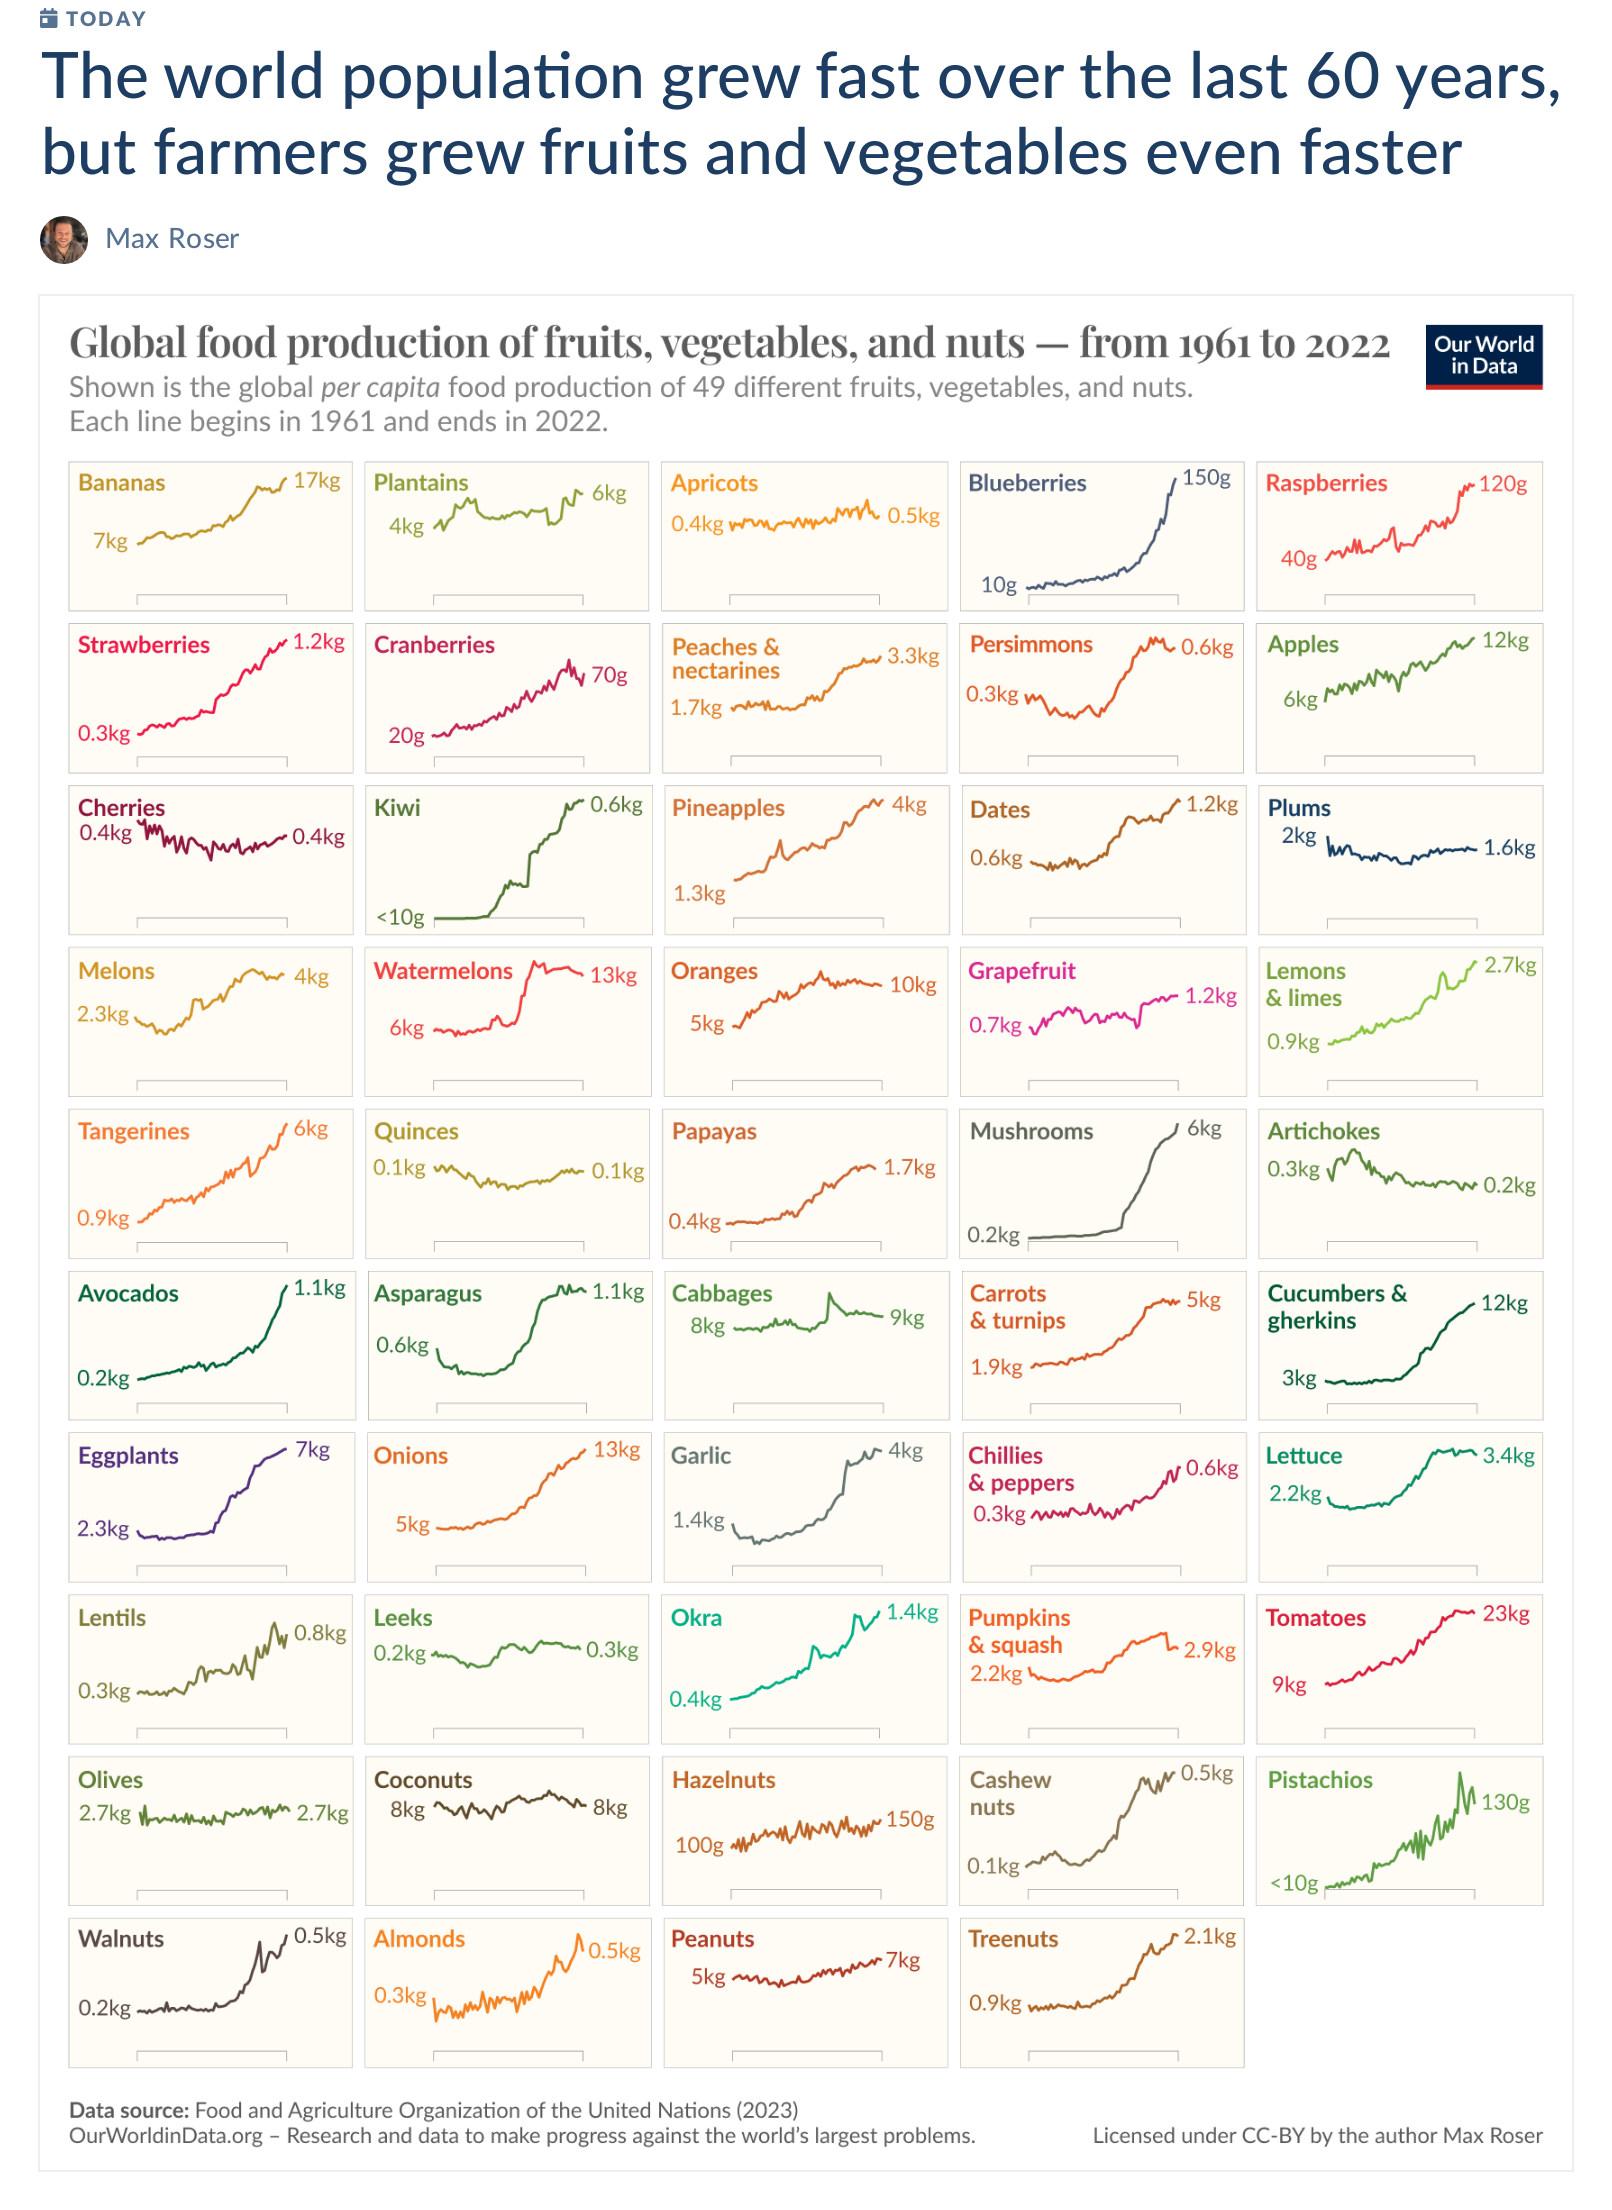 TODAY
The world population grew fast over the last 60 years,
but farmers grew fruits and vegetables even faster
Max Roser
Global food production of fruits, vegetables, and nuts — from 1961 to 2022
Our World
in Data
Shown is the global per capita food production of 49 different fruits, vegetables, and nuts.
Each line begins in 1961 and ends in 2022.
Bananas
17kg
7kg
Plantains
6kg
4kg
Apricots
0.4kg
0.5kg
Blueberries
150g
10g
Raspberries
120g
40g
Strawberries
1.2kg
0.3kg
Cranberries
70g
20g
Peaches &
nectarines
3.3kg
1.7kg
Persimmons
0.6kg
0.3kg
Apples
12kg
6kg
Cherries
0.4kg
0.4kg
Kiwi
0.6kg
<10g
Pineapples
4kg
1.3kg
Dates
1.2kg
0.6kg
Plums
2kg
1.6kg
Melons
4kg
2.3kg
Watermelons
13kg
6kg
Oranges
10kg
5kg
Grapefruit
1.2kg
0.7kg
Lemons
& limes
2.7kg
0.9kg
Tangerines
6kg
0.9kg
Quinces
0.1kg
0.1kg
Papayas
1.7kg
0.4kg
Mushrooms
6kg
0.2kg
Artichokes
0.3kg
0.2kg
Avocados
1.1kg
0.2kg
Asparagus
1.1kg
0.6kg
Cabbages
8kg
9kg
Carrots
& turnips
5kg
1.9kg
Cucumbers &
gherkins
12kg
3kg
Eggplants
7kg
2.3kg
Onions
13kg
5kg
Garlic
4kg
1.4kg
Chillies
& peppers
0.6kg
0.3kg
Lettuce
3.4kg
2.2kg
Lentils
0.8kg
0.3kg
Leeks
0.2kg
0.3kg
Okra
1.4kg
0.4kg
Pumpkins
& squash
2.9kg
2.2kg
Tomatoes
23kg
9kg
Olives
2.7kg
2.7kg
Coconuts
8kg
8kg
Hazelnuts
150g
100g
Cashew
nuts
0.5kg
0.1kg
Pistachios
130g
<10g
Walnuts
0.5kg
0.2kg
Almonds
0.5kg
0.3kg
Peanuts
7kg
5kg
Treenuts
2.1kg
0.9kg
Data source: Food and Agriculture Organization of the United Nations (2023)
OurWorldinData.org – Research and data to make progress against the world's largest problems.
Licensed under CC-BY by the author Max Roser